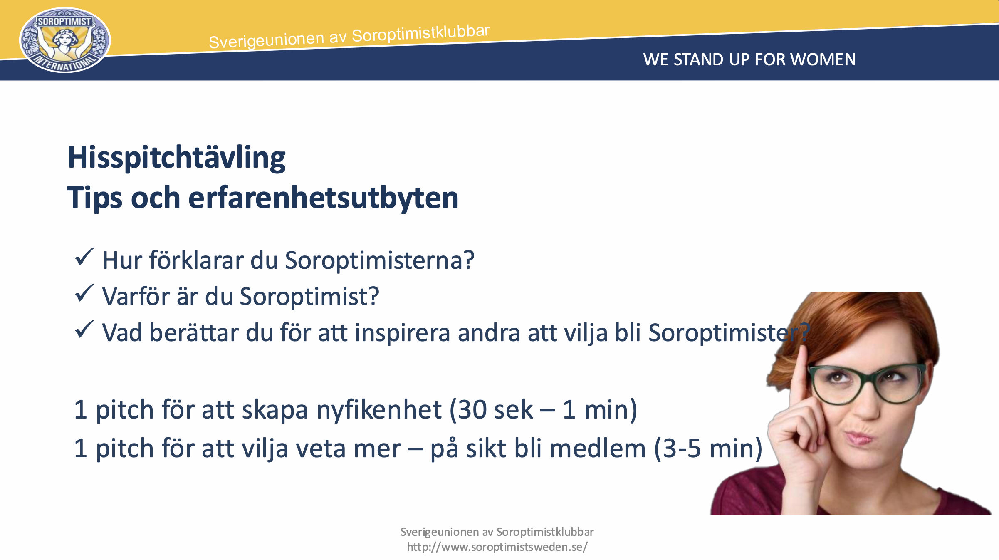 SOROPTIMIST
INTERNATIONAL
Sverigeunionen av Soroptimistklubbar
WE STAND UP FOR WOMEN
Hisspitchtävling
Tips och erfarenhetsutbyten
✓ Hur förklarar du Soroptimisterna?
✓ Varför är du Soroptimist?
✓ Vad berättar du för att inspirera andra att vilja bli Soroptimister?
1 pitch för att skapa nyfikenhet (30 sek – 1 min)
1 pitch för att vilja veta mer – på sikt bli medlem (3-5 min)
Sverigeunionen av Soroptimistklubbar
http://www.soroptimistsweden.se/